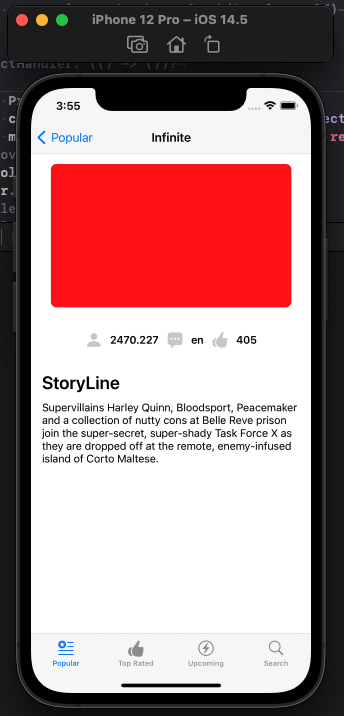 iPhone 12 Pro — iOS 14.5
3:55
Popular
Infinite
2470.227 en 405
StoryLine
Supervillains Harley Quinn, Bloodsport, Peacemaker
and a collection of nutty cons at Belle Reve prison
join the super-secret, super-shady Task Force X as
they are dropped off at the remote, enemy-infused
island of Corto Maltese.
Popular Top Rated Upcoming Search